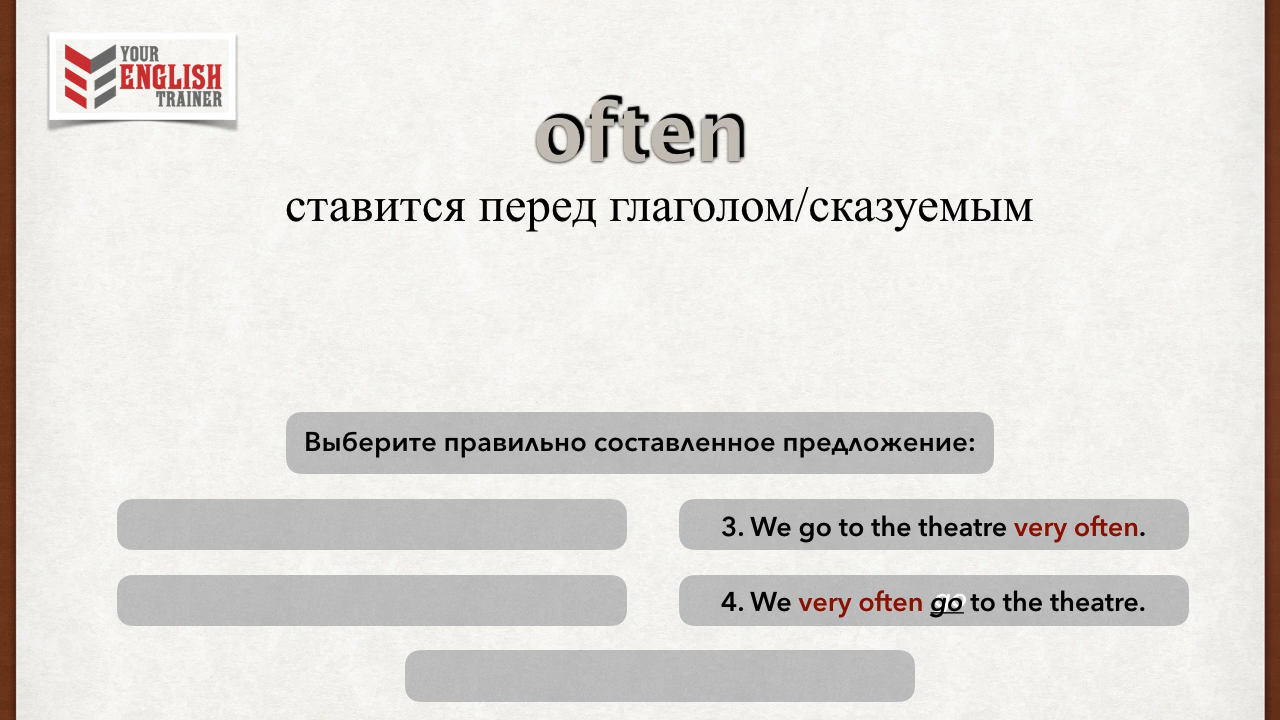 YOUR
ENGLISH
TRAINER
often
ставится перед глаголом/сказуемым
Выберите правильно составленное предложение:
3. We go to the theatre very often.
4. We very often go to the theatre.